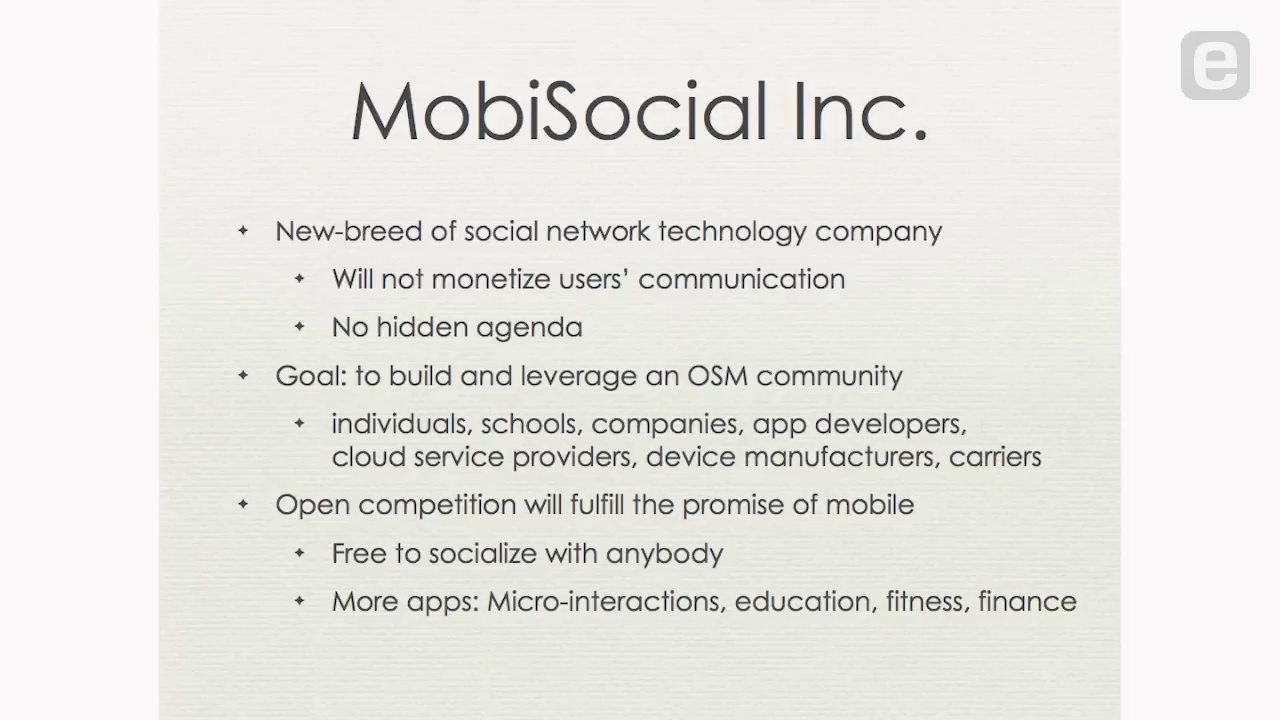 e
MobiSocial Inc.
New-breed of social network technology company
Will not monetize users’ communication
No hidden agenda
Goal: to build and leverage an OSM community
individuals, schools, companies, app developers,
cloud service providers, device manufacturers, carriers
Open competition will fulfill the promise of mobile
Free to socialize with anybody
More apps: Micro-interactions, education, fitness, finance